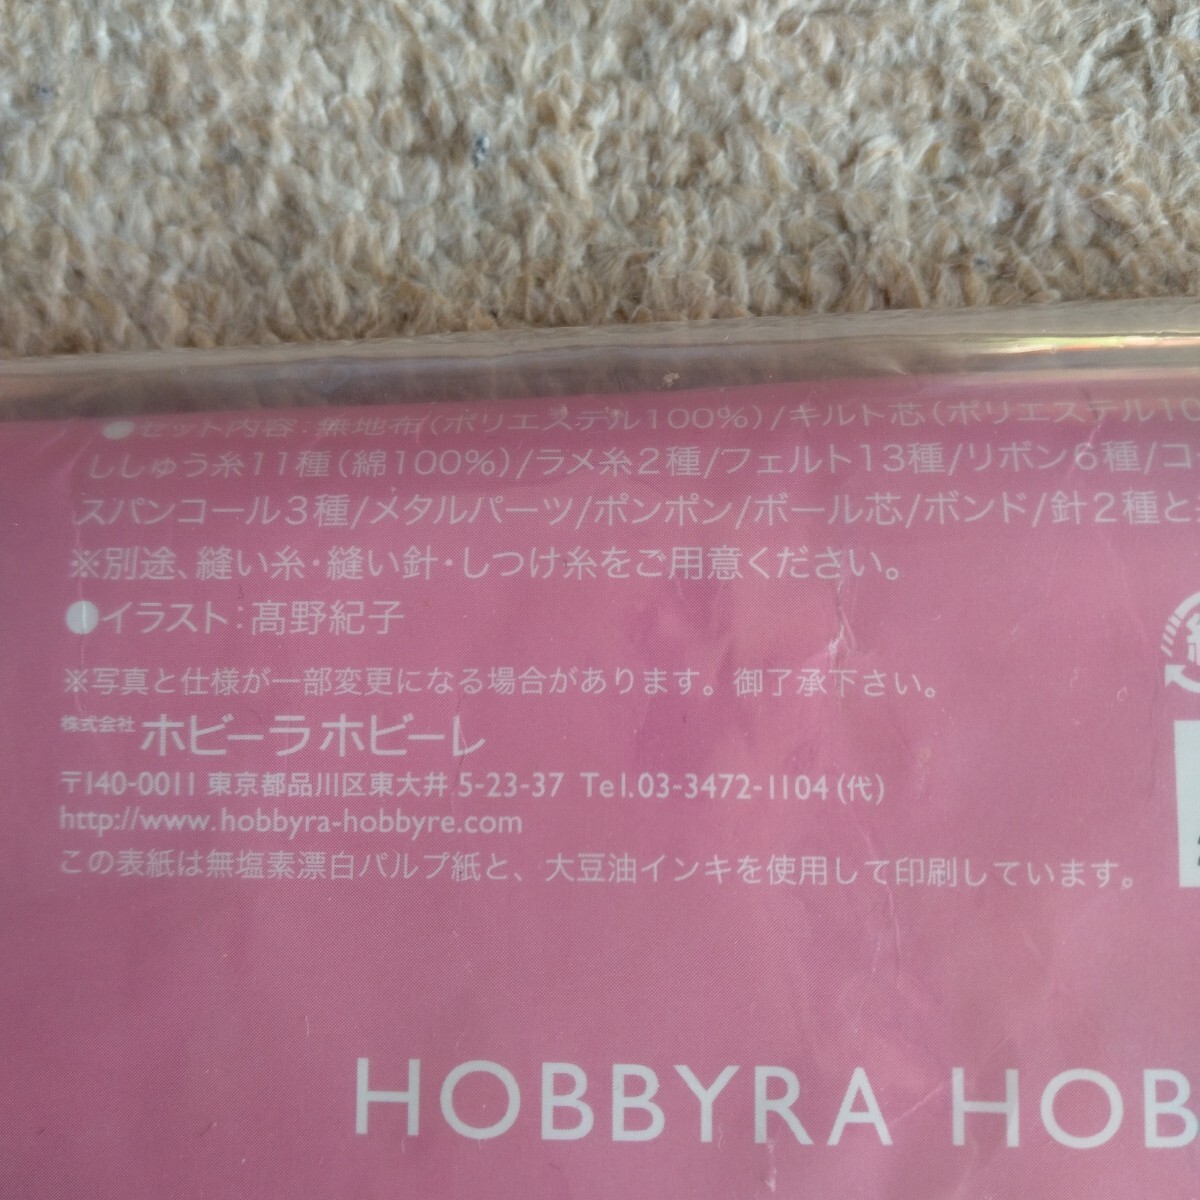 ●セット内容：無地布(ポリエステル100%)/キルト芯(ポリエステル10
ししゅう糸11種(綿100%)/ラメ糸2種/フェルト13種/リボン6種/コ
スパンコール3種/メタルパーツ/ポンポン/ボール芯/ボンド/針2種と
※別途、縫い糸・縫い針・しつけ糸をご用意ください。
●イラスト：髙野紀子
※写真と仕様が一部変更になる場合があります。御了承下さい。
株式会社 ホビーラホビーレ
〒140-0011 東京都品川区東大井 5-23-37 Tel.03-3472-1104(代)
http://www.hobbyra-hobbyre.com
この表紙は無塩素漂白パルプ紙と、大豆油インキを使用して印刷しています。
HOBBYRA HOB